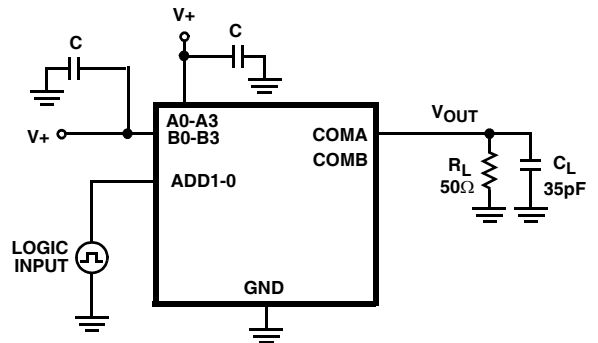 V+
C
C
V+
A0-A3
B0-B3
ADD1-0
COMA
COMB
GND
VOUT
RL
50Ω
CL
35pF
LOGIC
INPUT